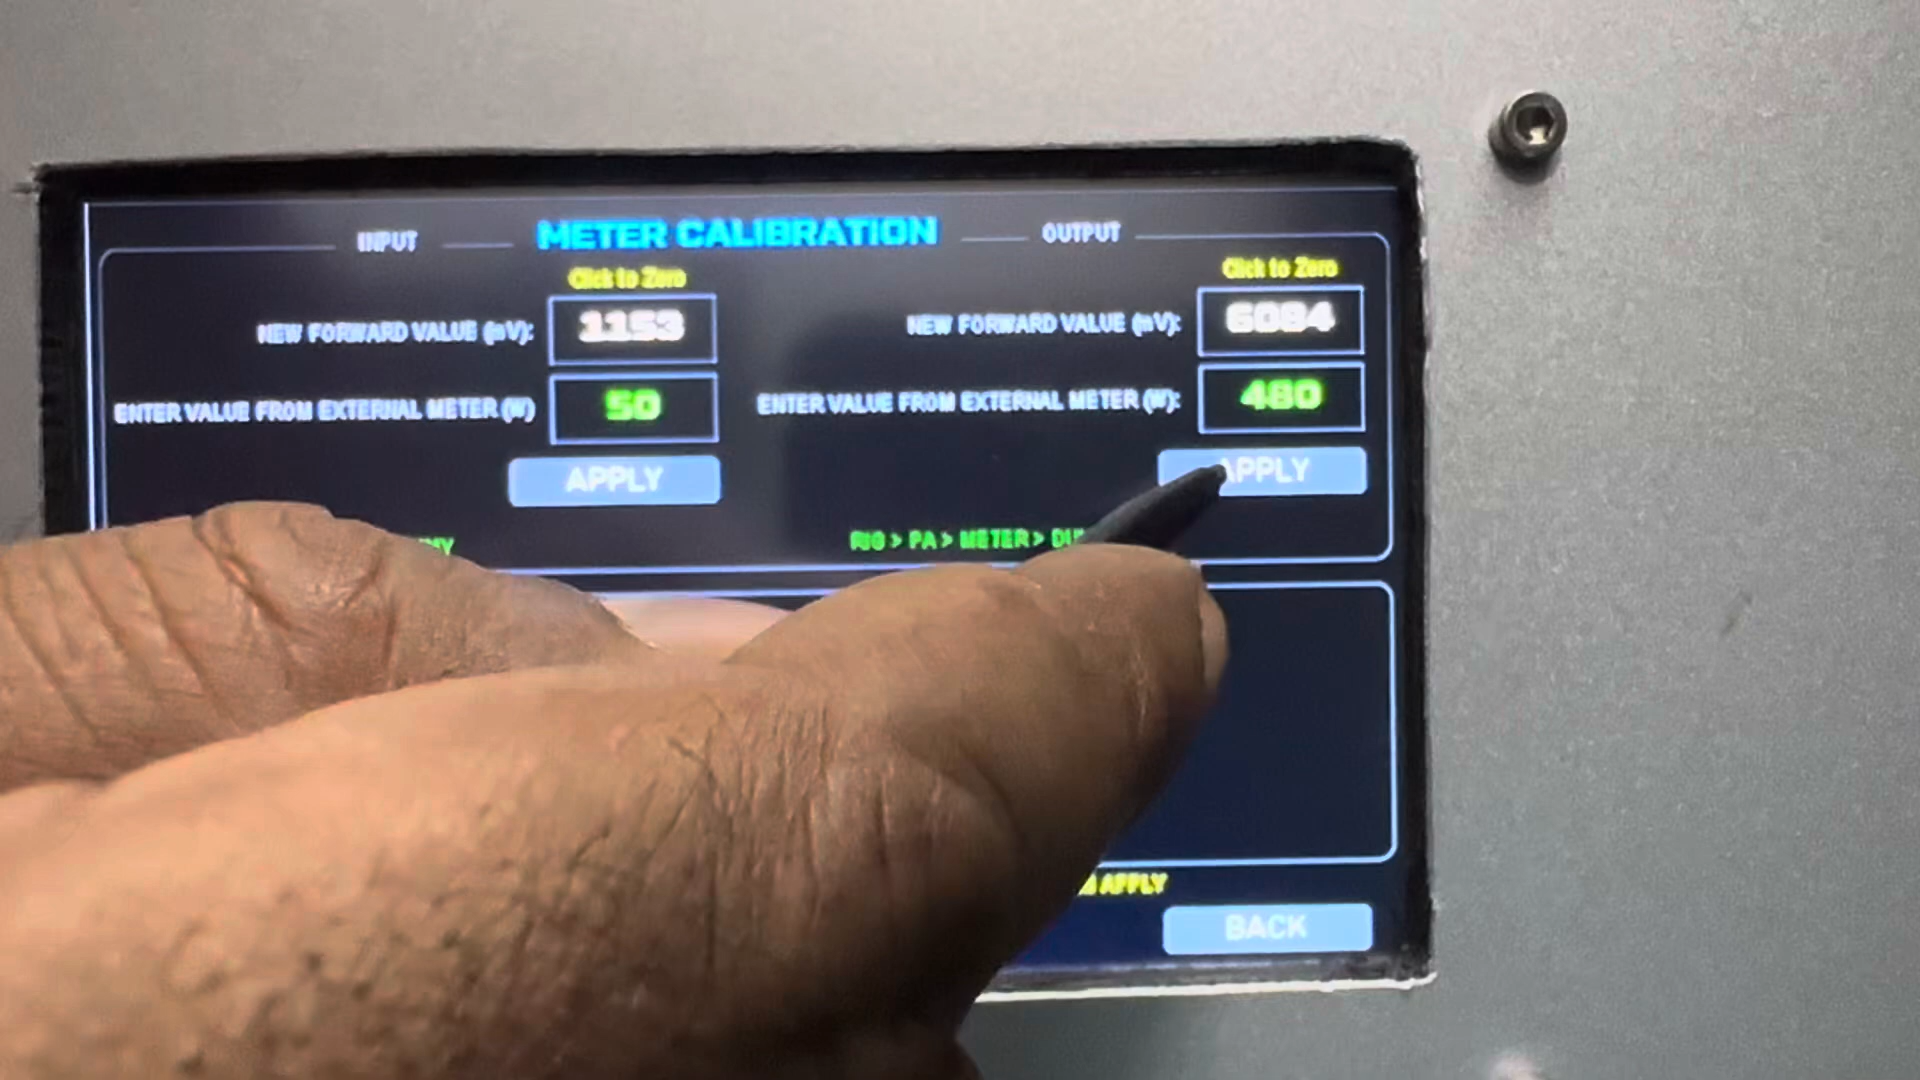 INPUT
METER CALIBRATION
OUTPUT
Click to Zero
NEW FORWARD VALUE (mV):
1153
ENTER VALUE FROM EXTERNAL METER (W)
50
APPLY
Click to Zero
NEW FORWARD VALUE (mV):
6084
ENTER VALUE FROM EXTERNAL METER (W):
480
APPLY
RIG > PA > METER >
APPLY
BACK